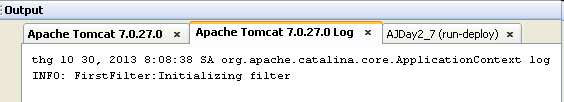 Output
Apache Tomcat 7.0.27.0 × Apache Tomcat 7.0.27.0 Log × AJDay2_7 (run-deploy) ×
thg 10 30, 2013 8:08:38 SA org.apache.catalina.core.ApplicationContext log
INFO: FirstFilter:Initializing filter